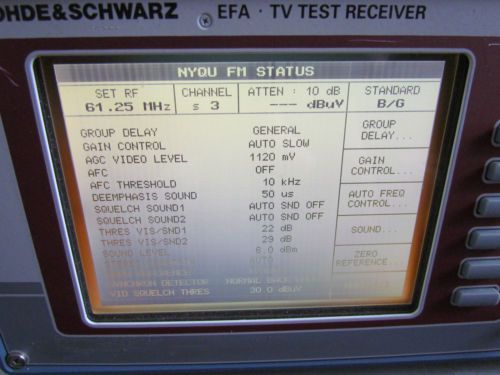 OHDE&SCHWARZ EFA · TV TEST RECEIVER
NYQU FM STATUS
SET RF CHANNEL ATTEN : 10 dB STANDARD
61.25 MHz s 3 --- dBuV B/G
GROUP DELAY GENERAL
GAIN CONTROL AUTO SLOW
AGC VIDEO LEVEL 1120 mV
AFC OFF
AFC THRESHOLD 10 kHz
DEEMPHASIS SOUND 50 us
SQUELCH SOUND1 AUTO SND OFF
SQUELCH SOUND2 AUTO SND OFF
THRES VIS/SND1 22 dB
THRES VIS/SND2 29 dB
SOUND LEVEL 6.0 dBm
SYNCHRON DETECTOR NORMAL
VID SQUELCH THRES 30.0 dBuV
GROUP
DELAY...
GAIN
CONTROL...
AUTO FREQ
CONTROL...
SOUND...
ZERO
REFERENCE...